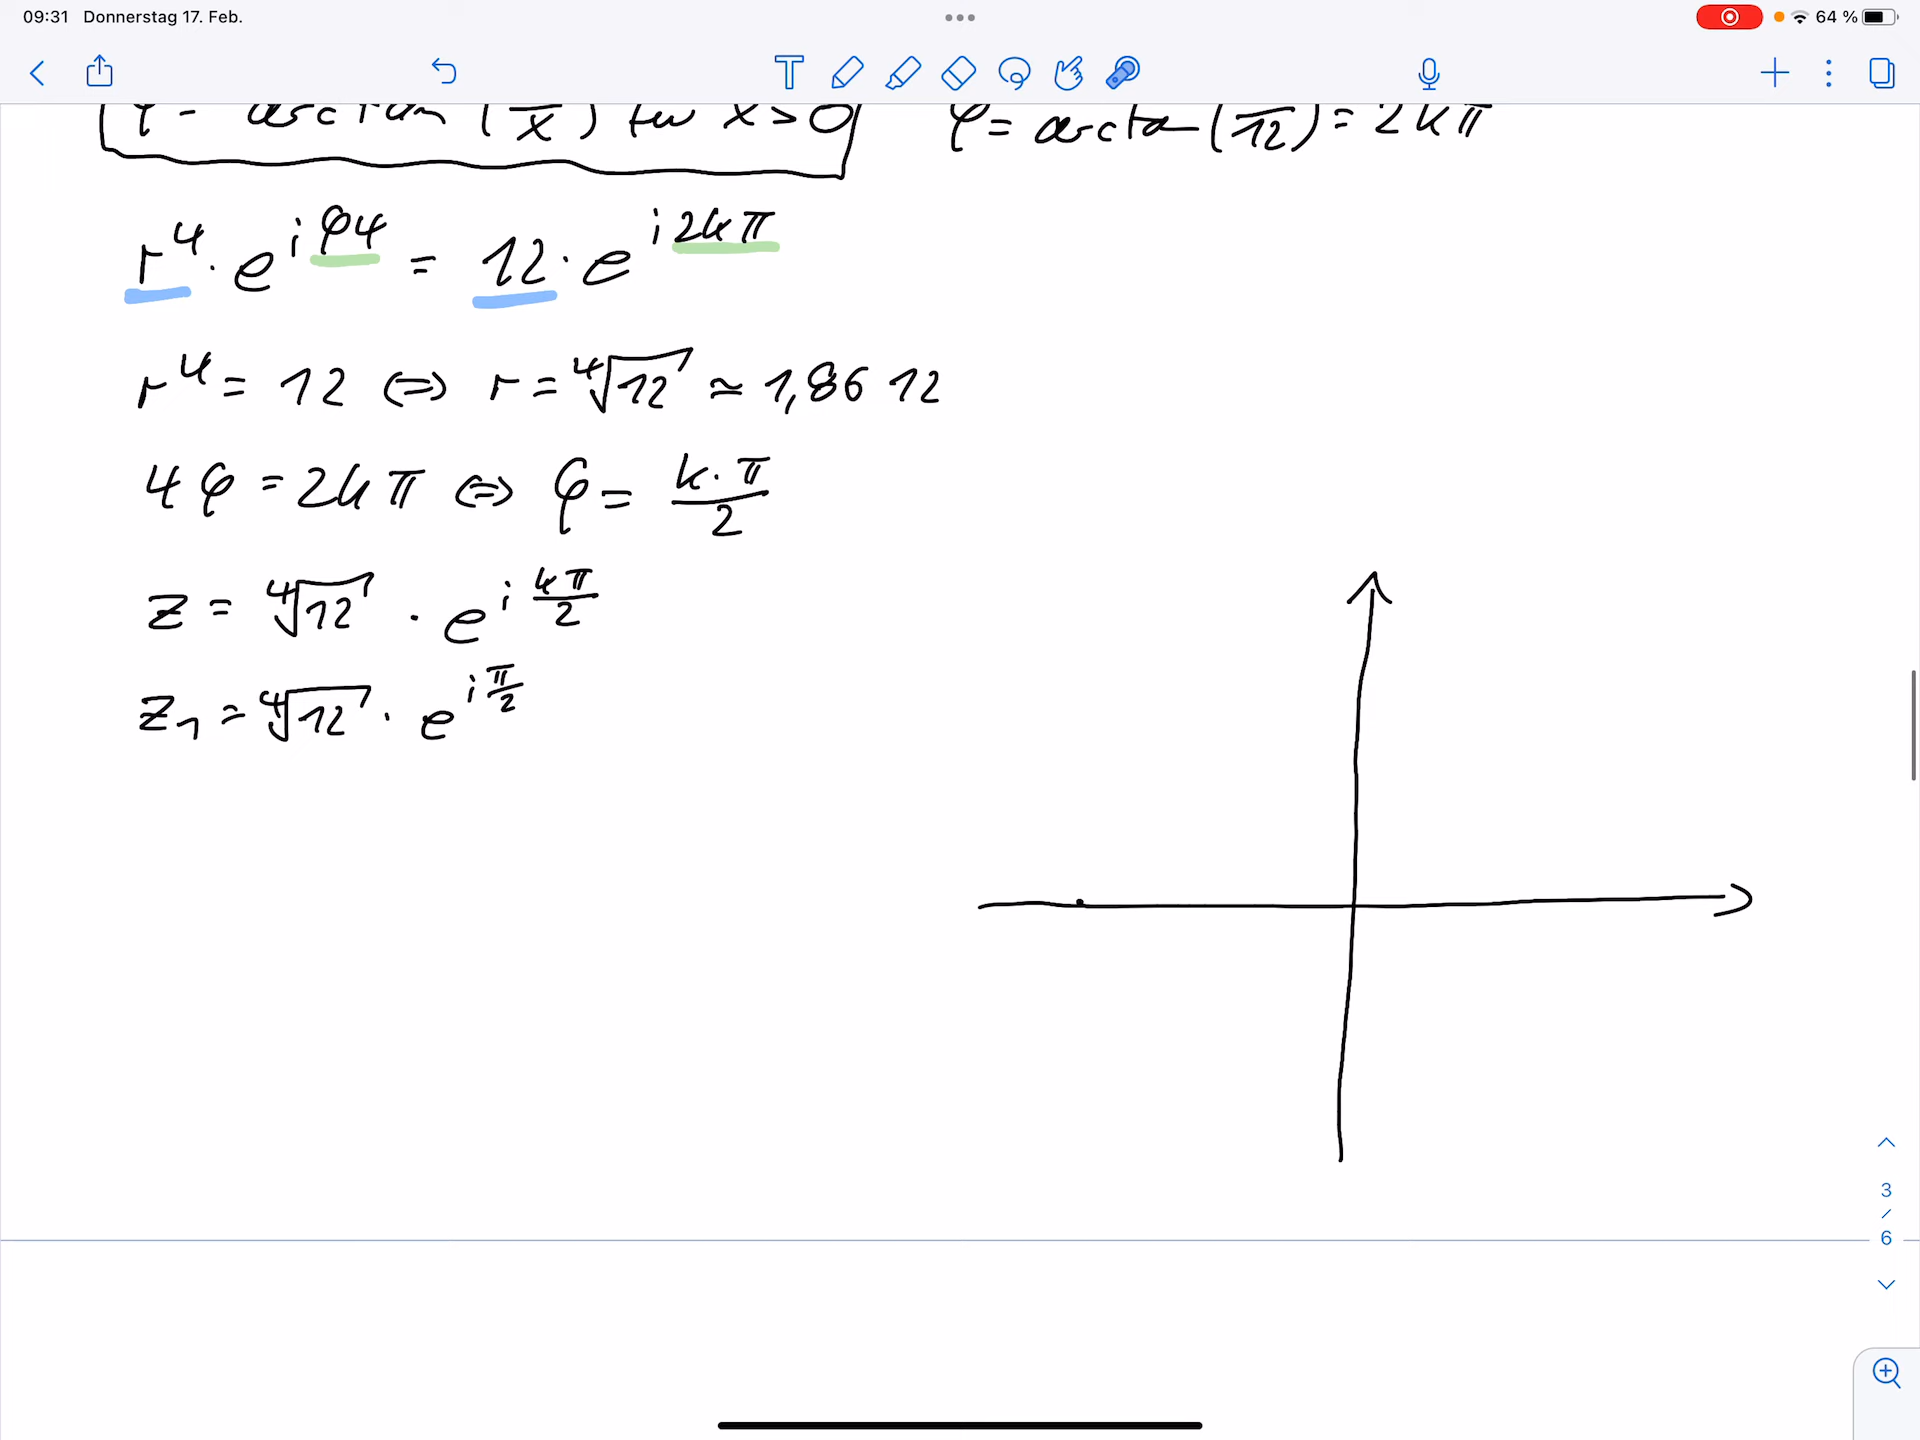 09:31 Donnerstag 17. Feb.
64 %
φ = arctan (y/x) für x > 0
φ = arctan (0/12) = 2kπ
r⁴ · e^{iφ4} = 12 · e^{i2kπ}
r⁴ = 12 ⇔ r = ⁴√12 ≃ 1,8612
4φ = 2kπ ⇔ φ = k·π/2
z = ⁴√12 · e^{i kπ/2}
z₁ = ⁴√12 · e^{i π/2}
3
/
6